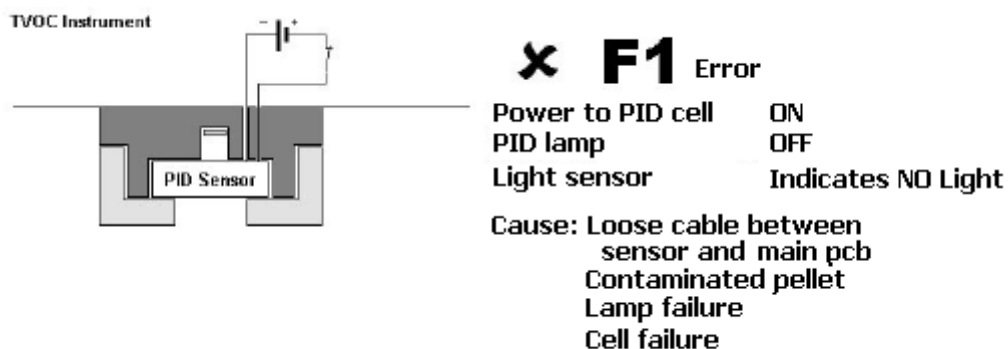 TVOC Instrument
- +
PID Sensor
✘ F1 Error
Power to PID cell ON
PID lamp OFF
Light sensor Indicates NO Light
Cause: Loose cable between
sensor and main pcb
Contaminated pellet
Lamp failure
Cell failure